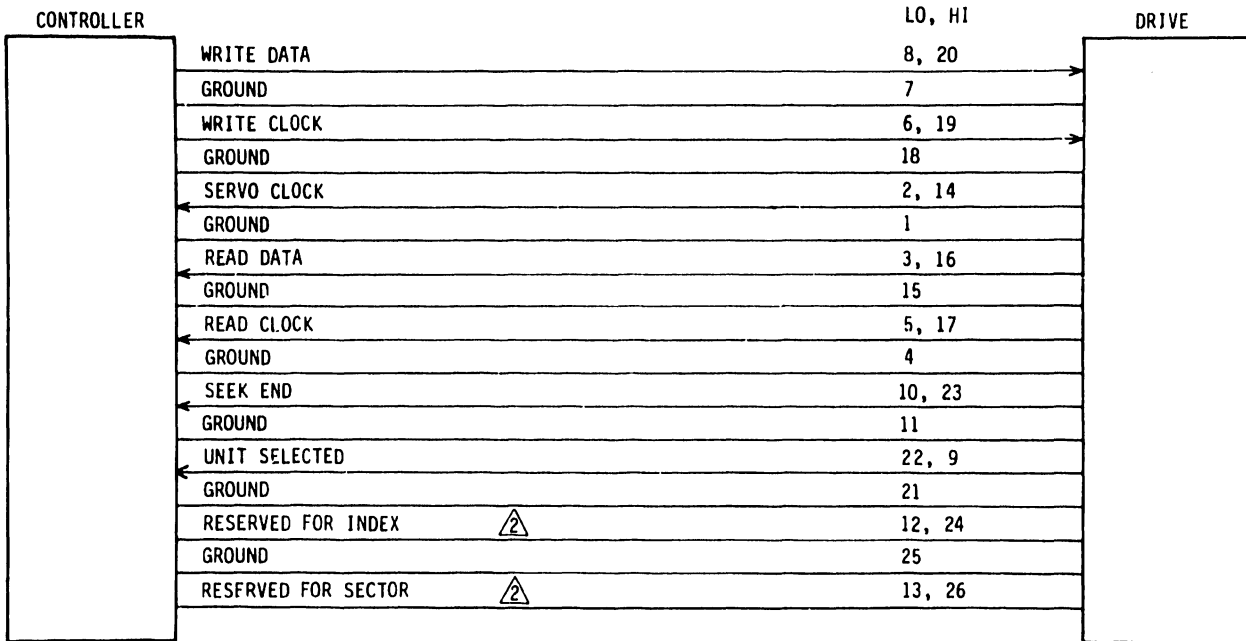 CONTROLLER LO, HI DRIVE
WRITE DATA 8, 20
GROUND 7
WRITE CLOCK 6, 19
GROUND 18
SERVO CLOCK 2, 14
GROUND 1
READ DATA 3, 16
GROUND 15
READ CLOCK 5, 17
GROUND 4
SEEK END 10, 23
GROUND 11
UNIT SELECTED 22, 9
GROUND 21
RESERVED FOR INDEX 2 12, 24
GROUND 25
RESERVED FOR SECTOR 2 13, 26